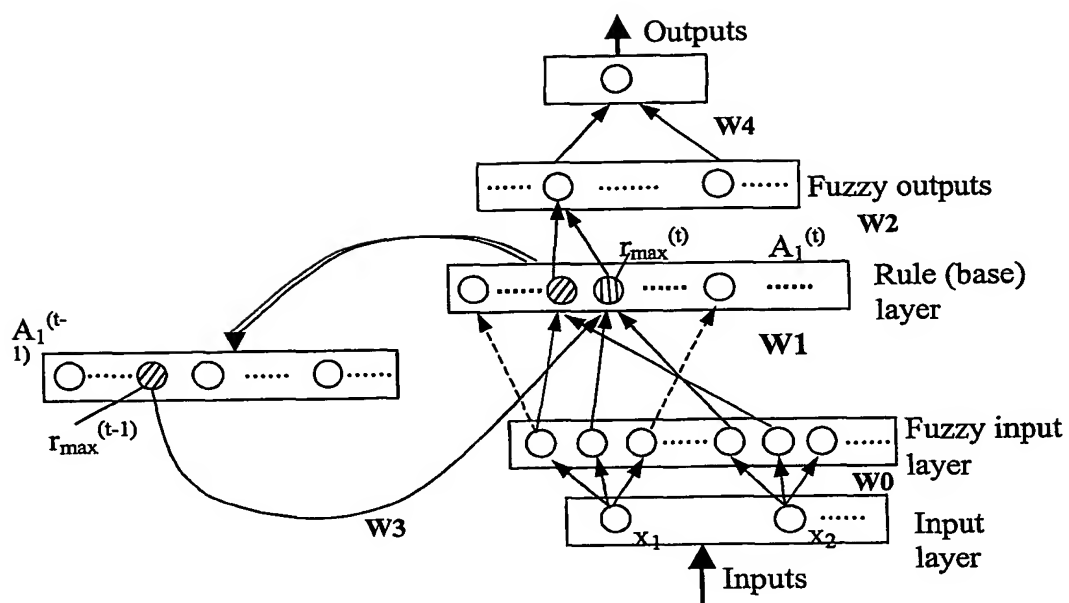 Outputs
W4
Fuzzy outputs
W2
r_max^(t)
A_1^(t)
Rule (base)
layer
A_1^(t-
1)
W1
r_max^(t-1)
Fuzzy input
layer
W0
W3
x_1
x_2
Input
layer
Inputs